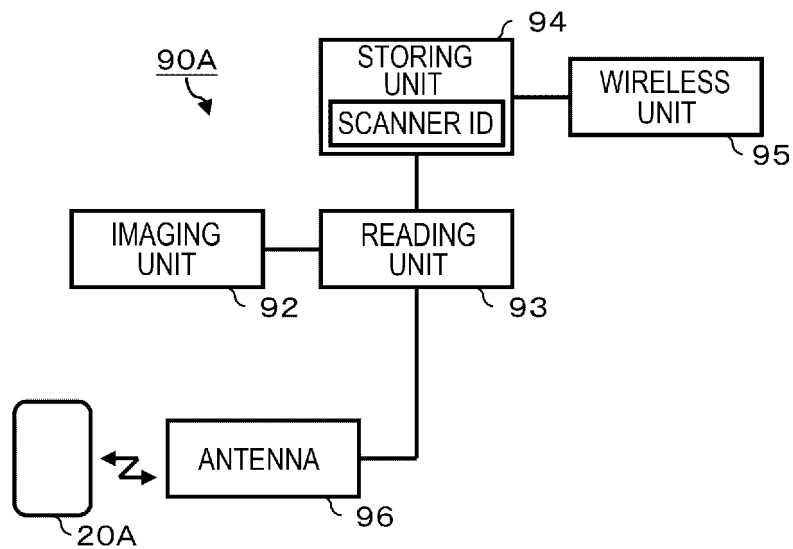 94
90A
STORING
UNIT
SCANNER ID
WIRELESS
UNIT
95
IMAGING
UNIT
92
READING
UNIT
93
ANTENNA
96
20A